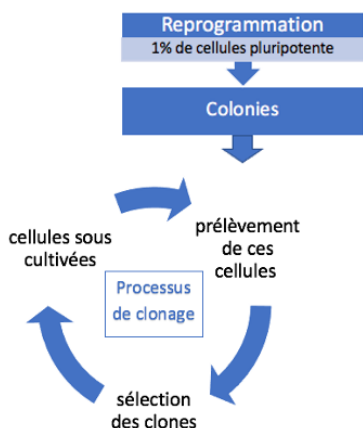 Reprogrammation
1% de cellules pluripotente
Colonies
prélèvement
de ces
cellules
cellules sous
cultivées
Processus
de clonage
sélection
des clones